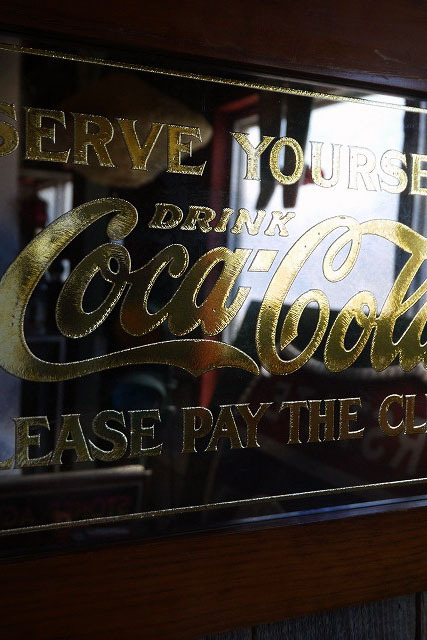 SERVE YOURSE
DRINK
Coca-Cola
LEASE PAY THE CL